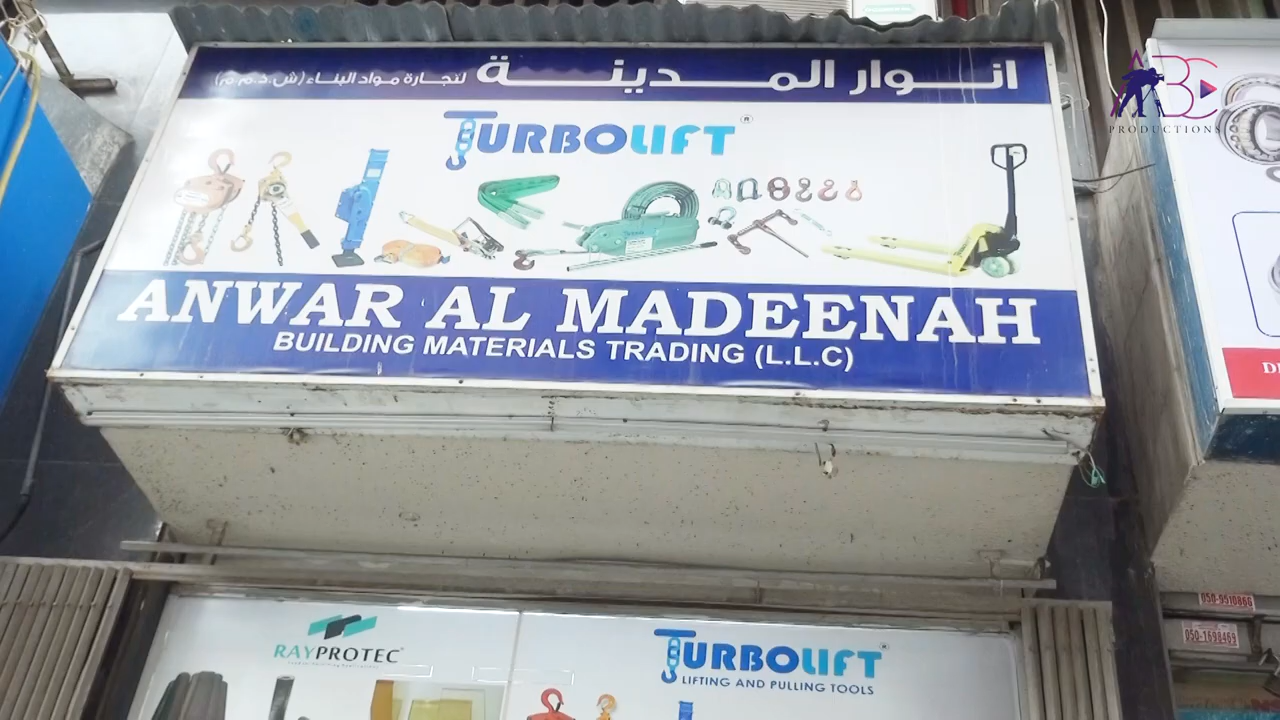 انوار المدينة لتجارة مواد البناء (ش.ذ.م.م)
TURBOLIFT®
ANWAR AL MADEENAH
BUILDING MATERIALS TRADING (L.L.C)
ABC
PRODUCTIONS
RAYPROTEC
TURBOLIFT®
LIFTING AND PULLING TOOLS
050-9510866
050-1698469